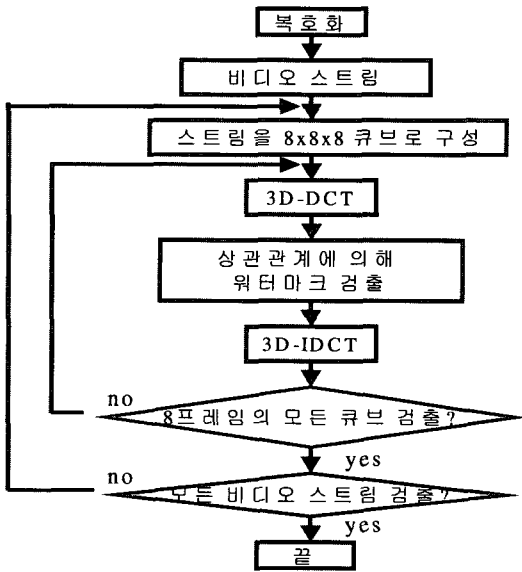 복호화
비디오 스트링
스트링을 8x8x8 큐브로 구성
3D-DCT
상관관계에 의해
워터마크 검출
3D-IDCT
no
8프레임의 모든 큐브 검출?
yes
no
모든 비디오 스트링 검출?
yes
끝